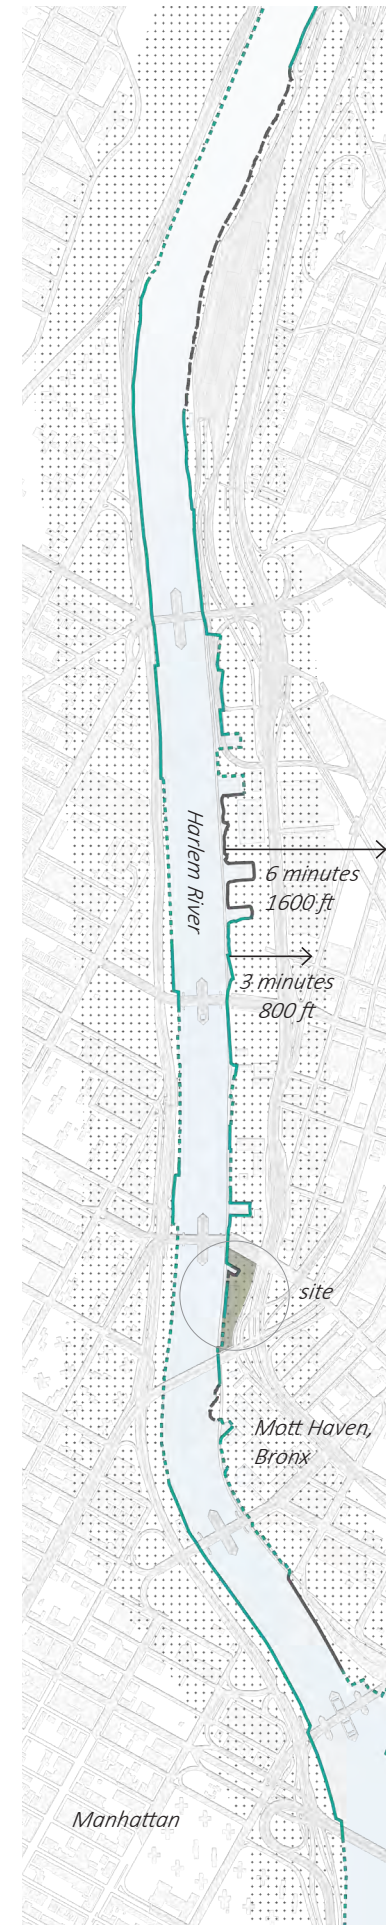 Harlem River
6 minutes
1600 ft
3 minutes
800 ft
site
Mott Haven,
Bronx
Manhattan